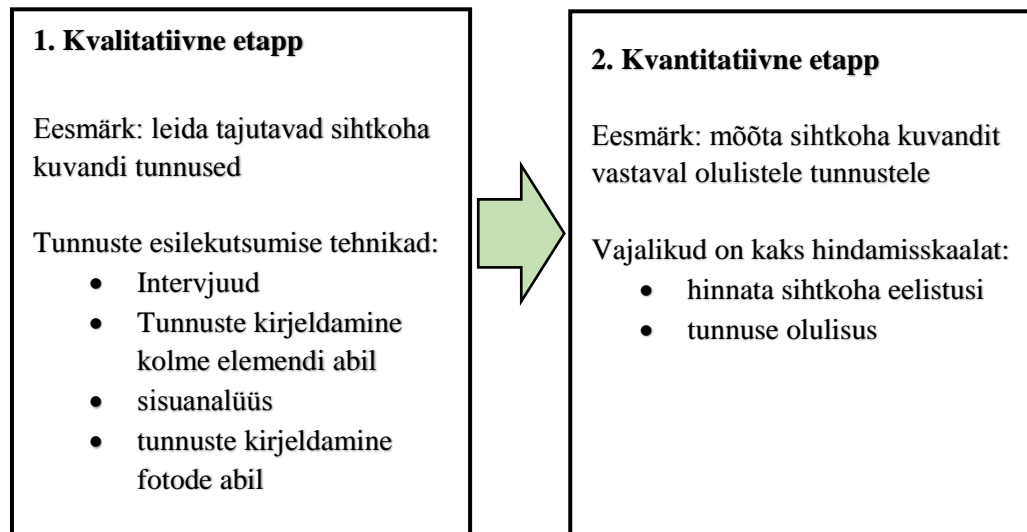 1. Kvalitatiivne etapp
Eesmärk: leida tajutavad sihtkoha
kuvandi tunnused
Tunnuste esilekutsumise tehnikad:
• Intervjuud
• Tunnuste kirjeldamine
kolme elemendi abil
• sisuanalüüs
• tunnuste kirjeldamine
fotode abil
2. Kvantitatiivne etapp
Eesmärk: mõõta sihtkoha kuvandit
vastaval olulistele tunnustele
Vajalikud on kaks hindamisskaalat:
• hinnata sihtkoha eelistusi
• tunnuse olulisus